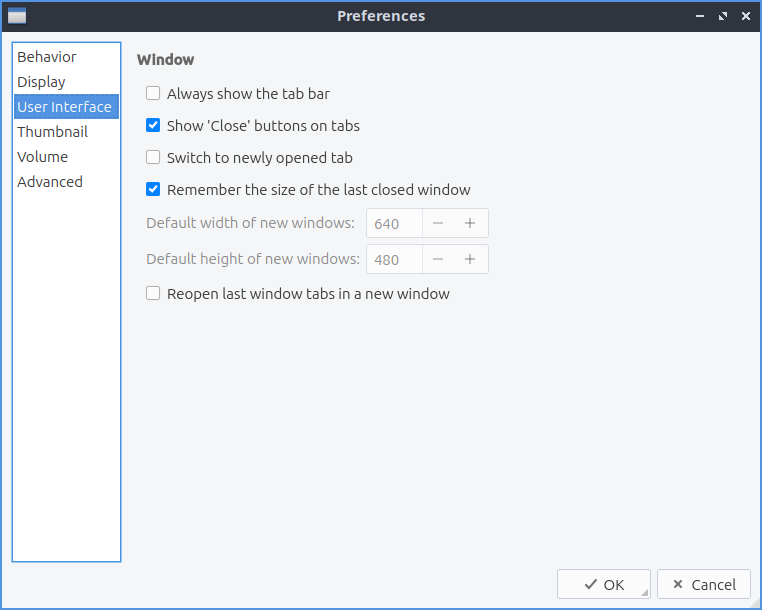 Preferences
Behavior
Display
User Interface
Thumbnail
Volume
Advanced
Window
Always show the tab bar
Show 'Close' buttons on tabs
Switch to newly opened tab
Remember the size of the last closed window
Default width of new windows: 640
Default height of new windows: 480
Reopen last window tabs in a new window
OK Cancel